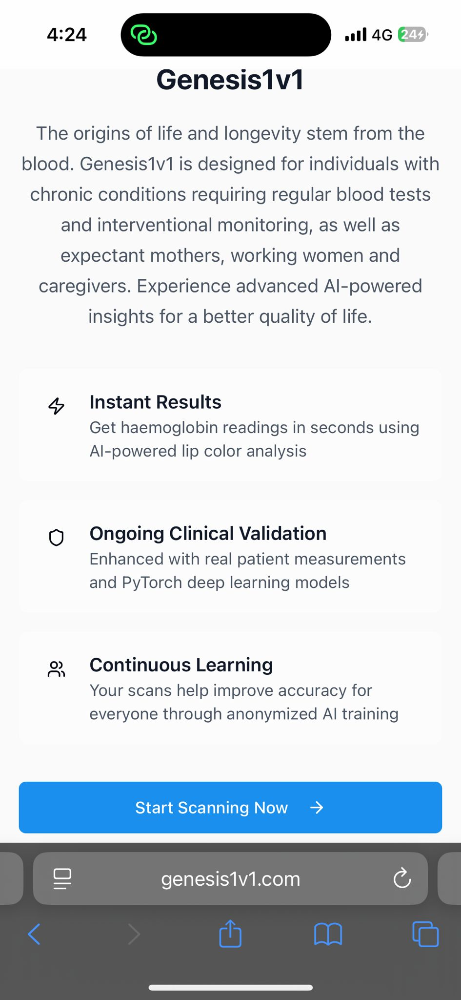 4:24
4G
24
Genesis1v1
The origins of life and longevity stem from the
blood. Genesis1v1 is designed for individuals with
chronic conditions requiring regular blood tests
and interventional monitoring, as well as
expectant mothers, working women and
caregivers. Experience advanced AI-powered
insights for a better quality of life.
Instant Results
Get haemoglobin readings in seconds using
AI-powered lip color analysis
Ongoing Clinical Validation
Enhanced with real patient measurements
and PyTorch deep learning models
Continuous Learning
Your scans help improve accuracy for
everyone through anonymized AI training
Start Scanning Now
genesis1v1.com